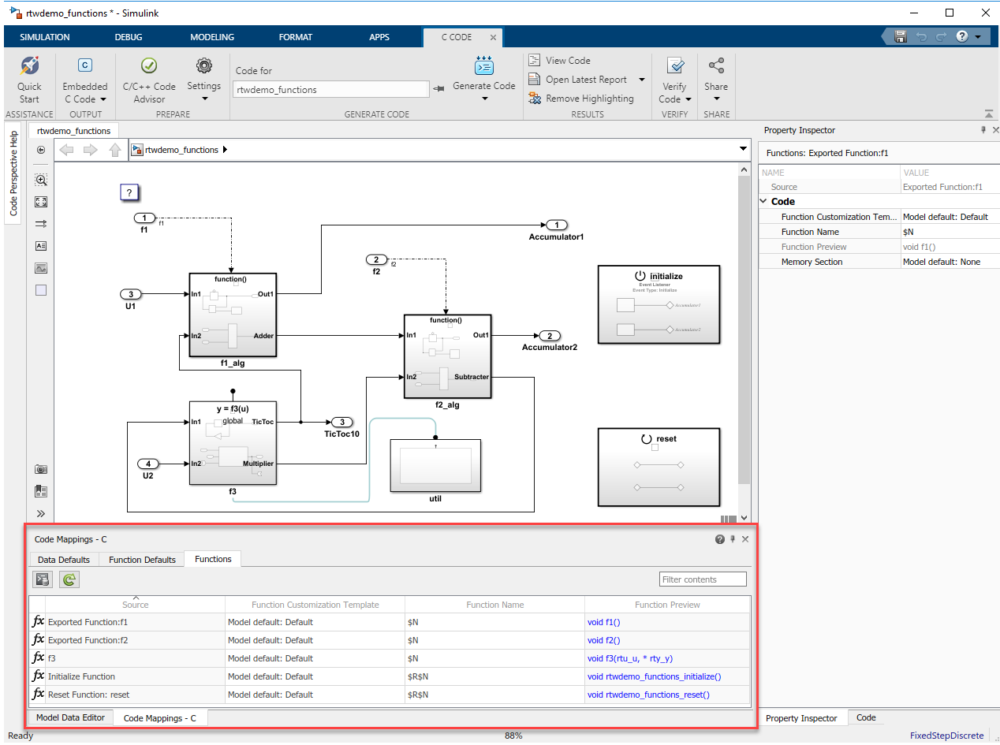 rtwdemo_functions * - Simulink
SIMULATION DEBUG MODELING FORMAT APPS C CODE
Quick Start
Embedded C Code
C/C++ Code Advisor
Settings
Code for
rtwdemo_functions
Generate Code
View Code
Open Latest Report
Remove Highlighting
Verify Code
Share
ASSISTANCE OUTPUT PREPARE GENERATE CODE RESULTS VERIFY SHARE
Code Perspective Help
rtwdemo_functions
rtwdemo_functions
?
1
f1
f1
2
f2
f2
1
Accumulator1
3
U1
function()
In1 Out1
In2 Adder
f1_alg
function()
In1 Out1
In2 Subtracter
f2_alg
2
Accumulator2
initialize
Event Listener
Event Type: Initialize
Accumulator1
Accumulator2
y = f3(u)
global
In1 TicToc
In2 Multiplier
f3
3
TicToc10
4
U2
util
reset
Property Inspector
Functions: Exported Function:f1
NAME VALUE
Source Exported Function:f1
Code
Function Customization Tem... Model default: Default
Function Name $N
Function Preview void f1()
Memory Section Model default: None
Code Mappings - C
Data Defaults Function Defaults Functions
Filter contents
Source Function Customization Template Function Name Function Preview
fx Exported Function:f1 Model default: Default $N void f1()
fx Exported Function:f2 Model default: Default $N void f2()
fx f3 Model default: Default $N void f3(rtu_u, * rty_y)
fx Initialize Function Model default: Default $R$N void rtwdemo_functions_initialize()
fx Reset Function: reset Model default: Default $R$N void rtwdemo_functions_reset()
Model Data Editor Code Mappings - C
Property Inspector Code
Ready 88% FixedStepDiscrete